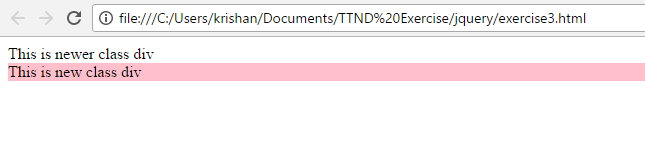 file:///C:/Users/krishan/Documents/TTND%20Exercise/jquery/exercise3.html
This is newer class div
This is new class div